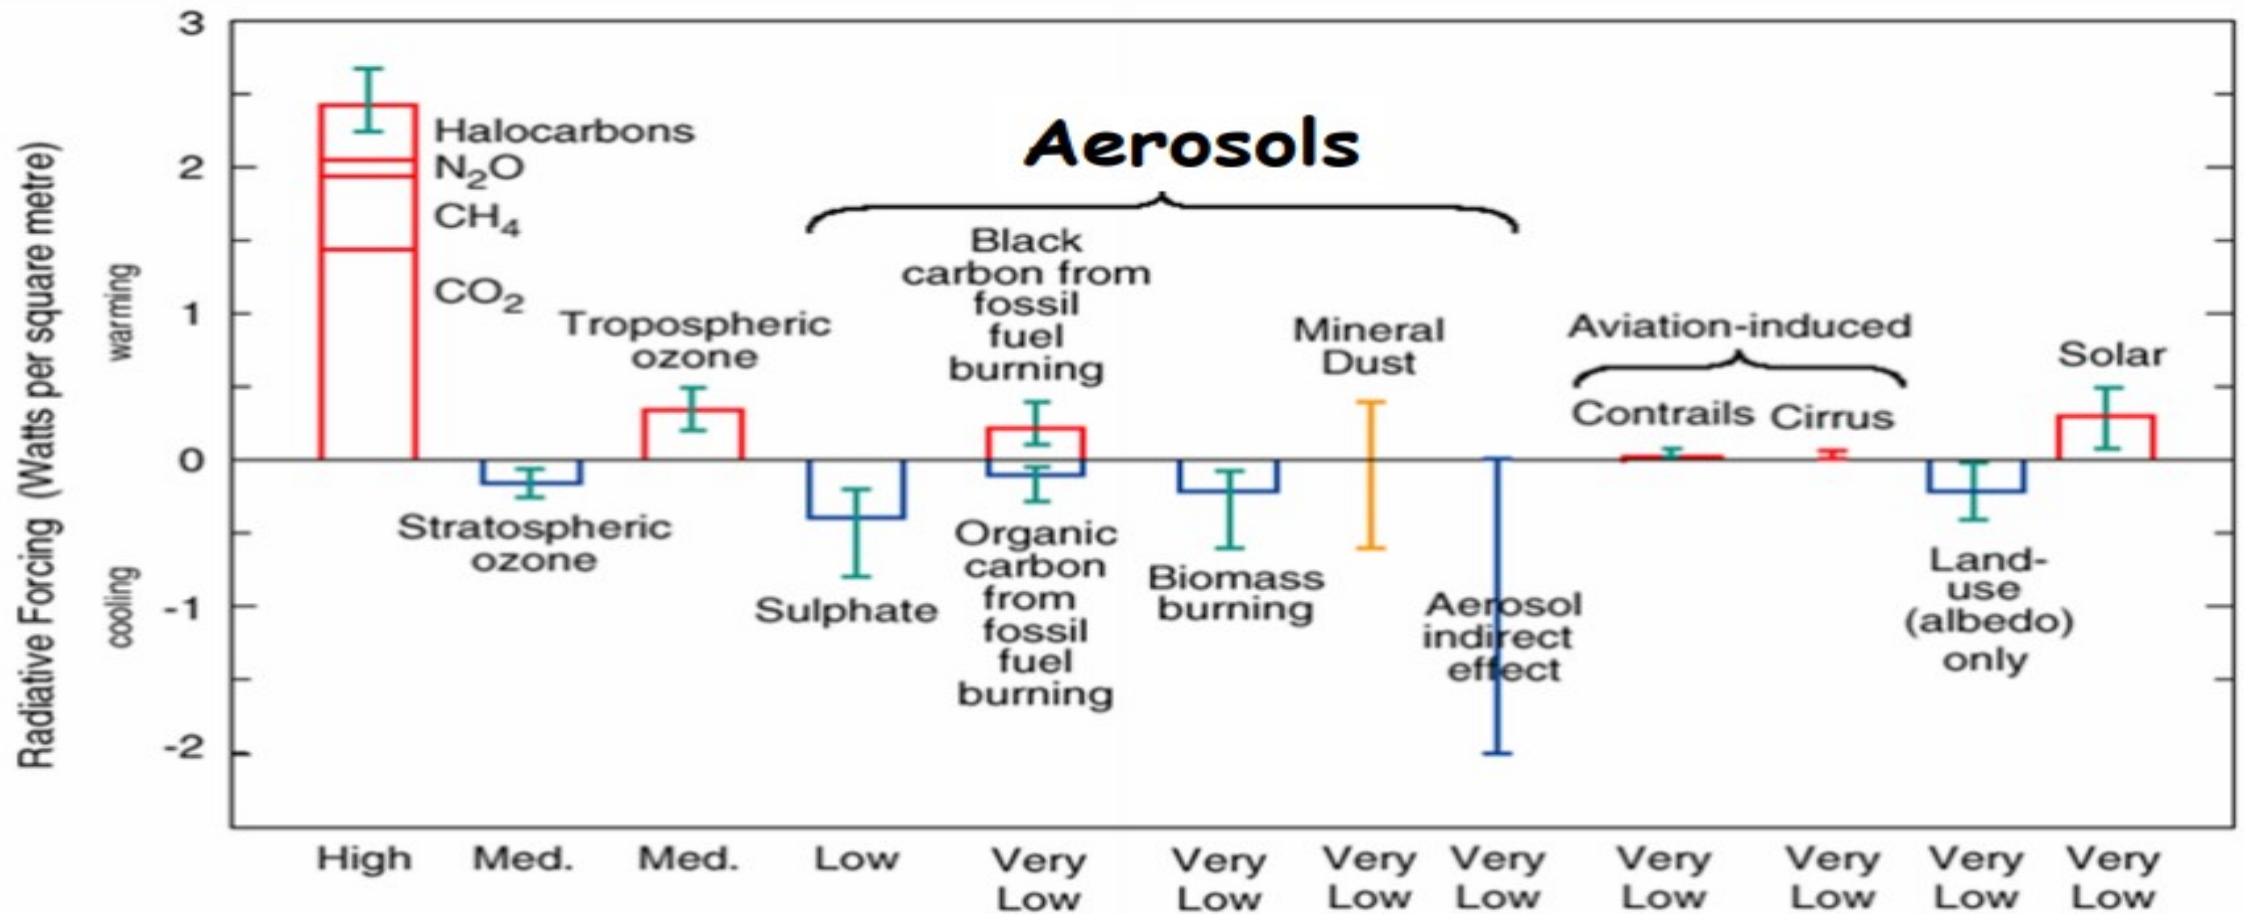 Radiative Forcing (Watts per square metre)
warming
cooling
3
2
1
0
-1
-2
Halocarbons
N₂O
CH₄
CO₂
Stratospheric
ozone
Tropospheric
ozone
Aerosols
Sulphate
Black
carbon from
fossil
fuel
burning
Organic
carbon
from
fossil
fuel
burning
Biomass
burning
Mineral
Dust
Aerosol
indirect
effect
Aviation-induced
Contrails Cirrus
Land-
use
(albedo)
only
Solar
High Med. Med. Low Very Very Very Very Very Very Very Very
Low Low Low Low Low Low Low Low